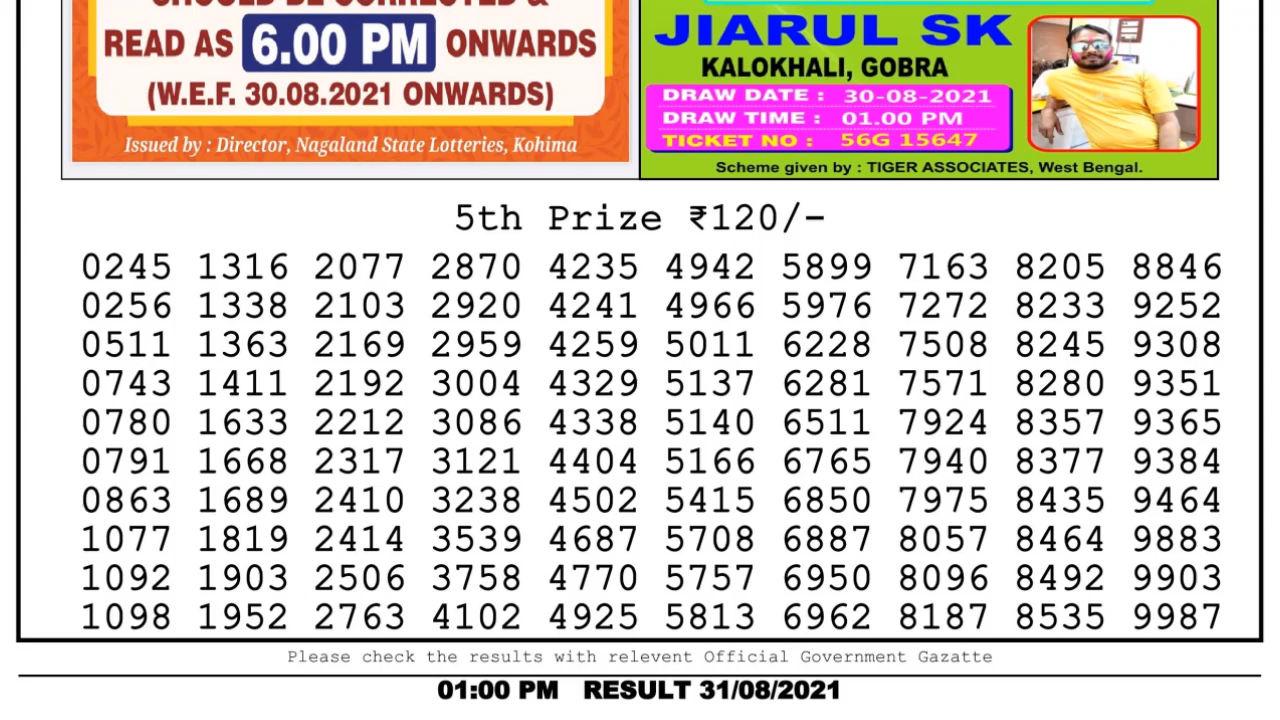 SHOULD BE CORRECTED &
READ AS 6.00 PM ONWARDS
(W.E.F. 30.08.2021 ONWARDS)
Issued by : Director, Nagaland State Lotteries, Kohima
JIARUL SK
KALOKHALI, GOBRA
DRAW DATE : 30-08-2021
DRAW TIME : 01.00 PM
TICKET NO : 56G 15647
Scheme given by : TIGER ASSOCIATES, West Bengal.
5th Prize ₹120/-
0245 1316 2077 2870 4235 4942 5899 7163 8205 8846
0256 1338 2103 2920 4241 4966 5976 7272 8233 9252
0511 1363 2169 2959 4259 5011 6228 7508 8245 9308
0743 1411 2192 3004 4329 5137 6281 7571 8280 9351
0780 1633 2212 3086 4338 5140 6511 7924 8357 9365
0791 1668 2317 3121 4404 5166 6765 7940 8377 9384
0863 1689 2410 3238 4502 5415 6850 7975 8435 9464
1077 1819 2414 3539 4687 5708 6887 8057 8464 9883
1092 1903 2506 3758 4770 5757 6950 8096 8492 9903
1098 1952 2763 4102 4925 5813 6962 8187 8535 9987
Please check the results with relevent Official Government Gazatte
01:00 PM RESULT 31/08/2021